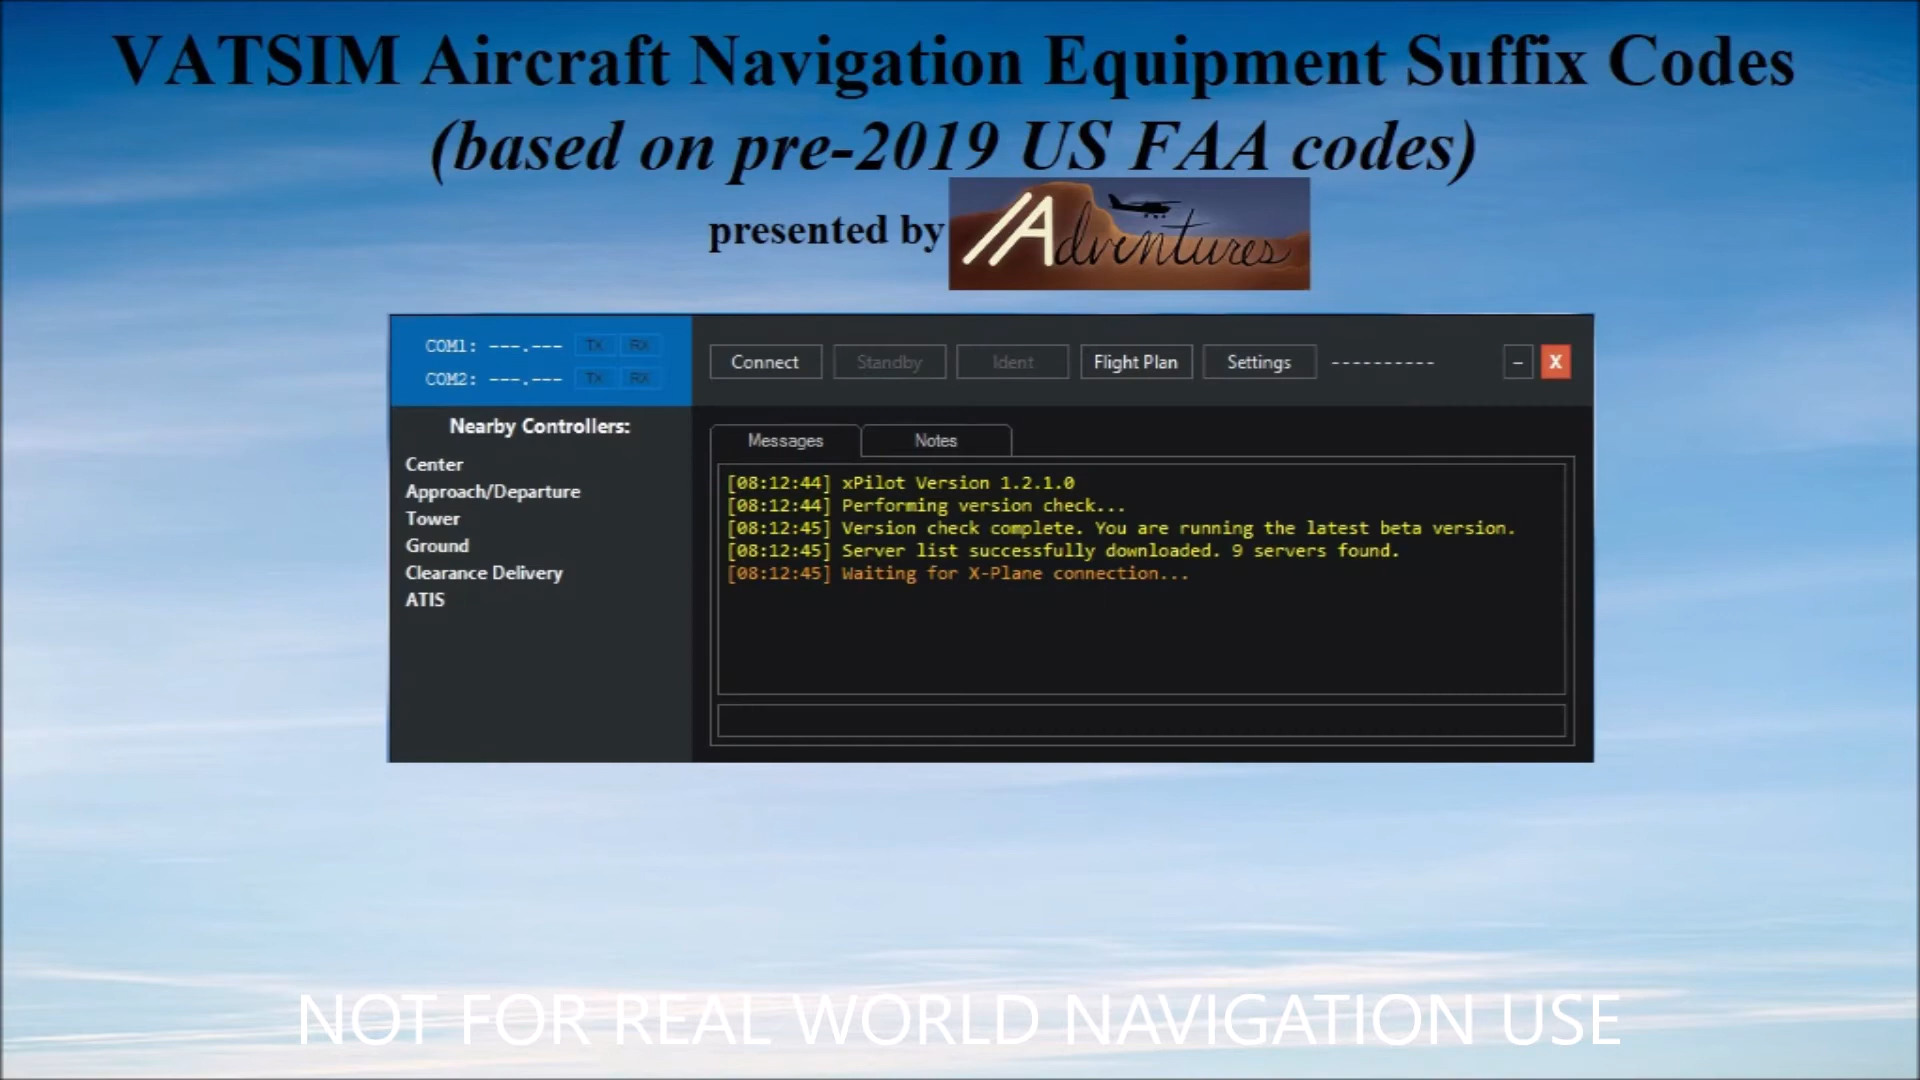 VATSIM Aircraft Navigation Equipment Suffix Codes
(based on pre-2019 US FAA codes)
presented by //Adventures
COM1: ---.--- TX RX
COM2: ---.--- TX RX
Connect Standby Ident Flight Plan Settings ---------- – X
Nearby Controllers:
Center
Approach/Departure
Tower
Ground
Clearance Delivery
ATIS
Messages Notes
[08:12:44] xPilot Version 1.2.1.0
[08:12:44] Performing version check...
[08:12:45] Version check complete. You are running the latest beta version.
[08:12:45] Server list successfully downloaded. 9 servers found.
[08:12:45] Waiting for X-Plane connection...
NOT FOR REAL WORLD NAVIGATION USE